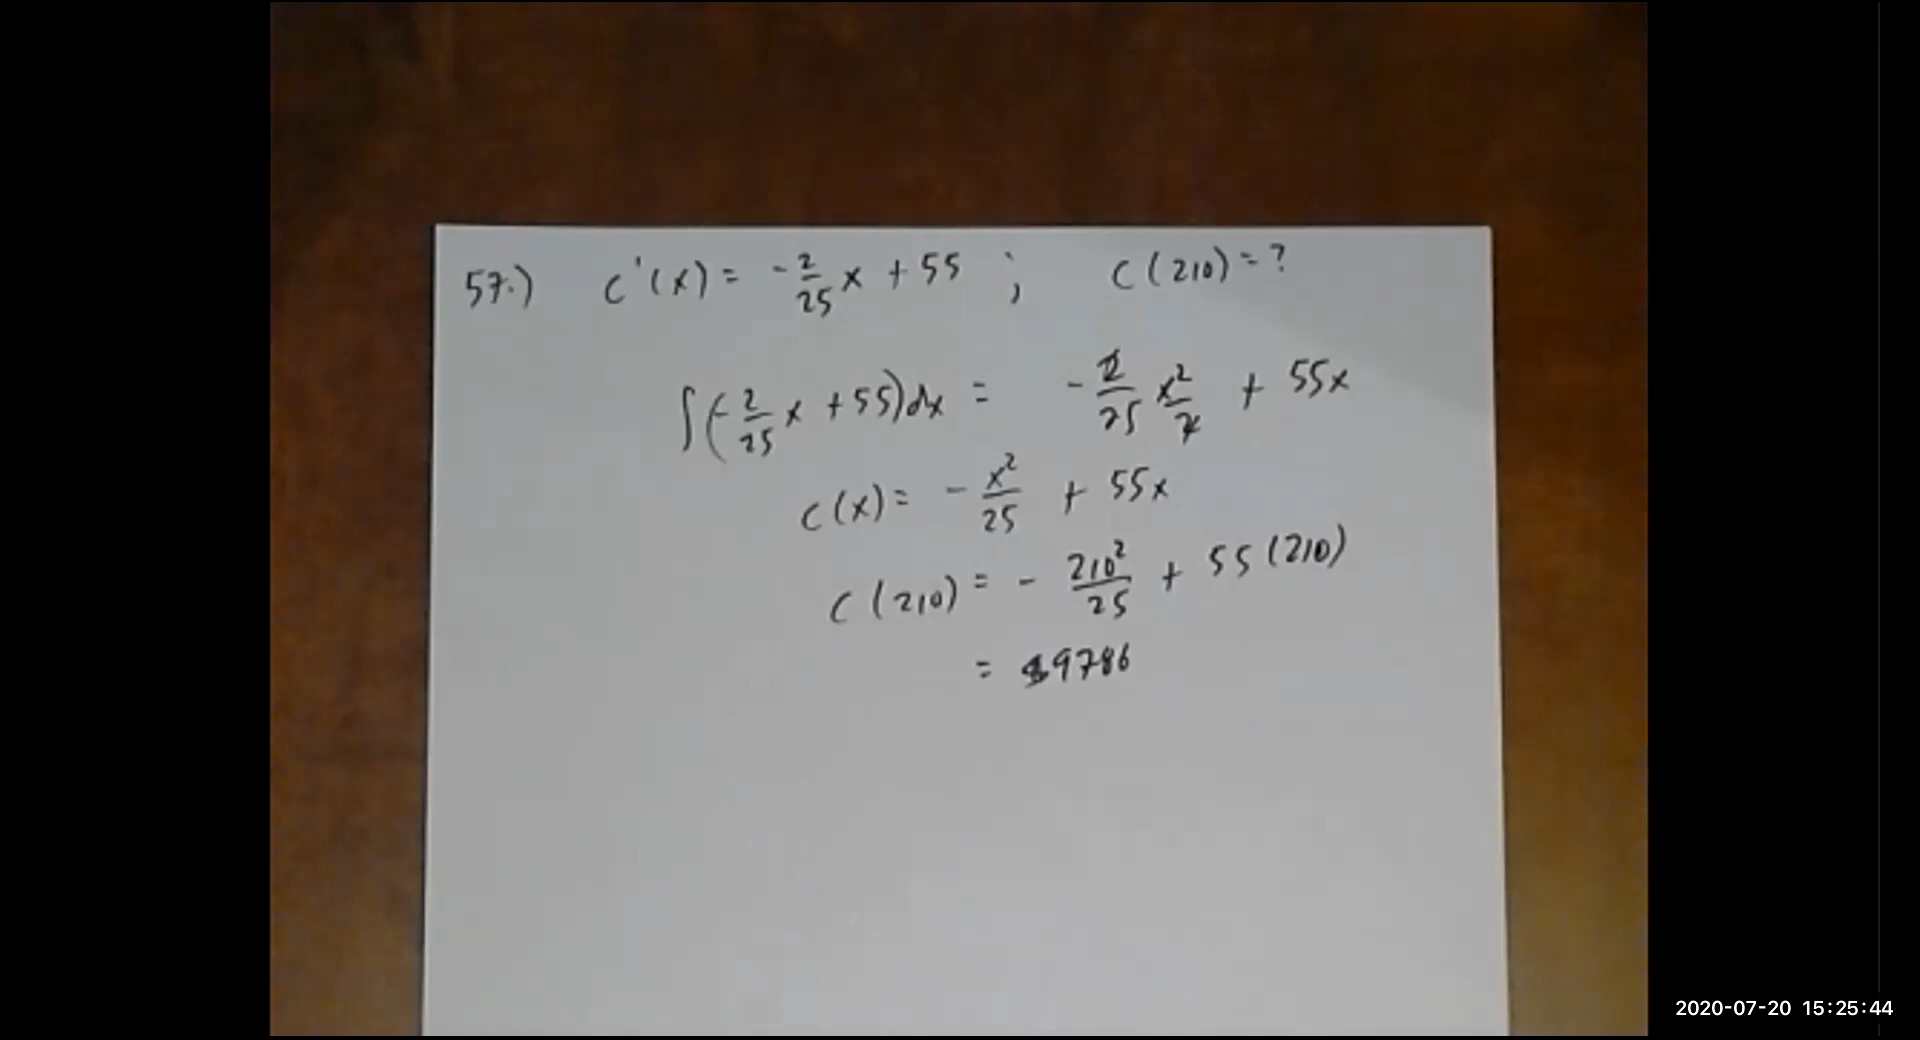 57.) C'(x) = -2/25 x + 55 ; C(210) = ?
∫(-2/25 x + 55)dx = -2/25 x²/2 + 55x
C(x) = -x²/25 + 55x
C(210) = -210²/25 + 55(210)
= 9786
2020-07-20 15:25:44